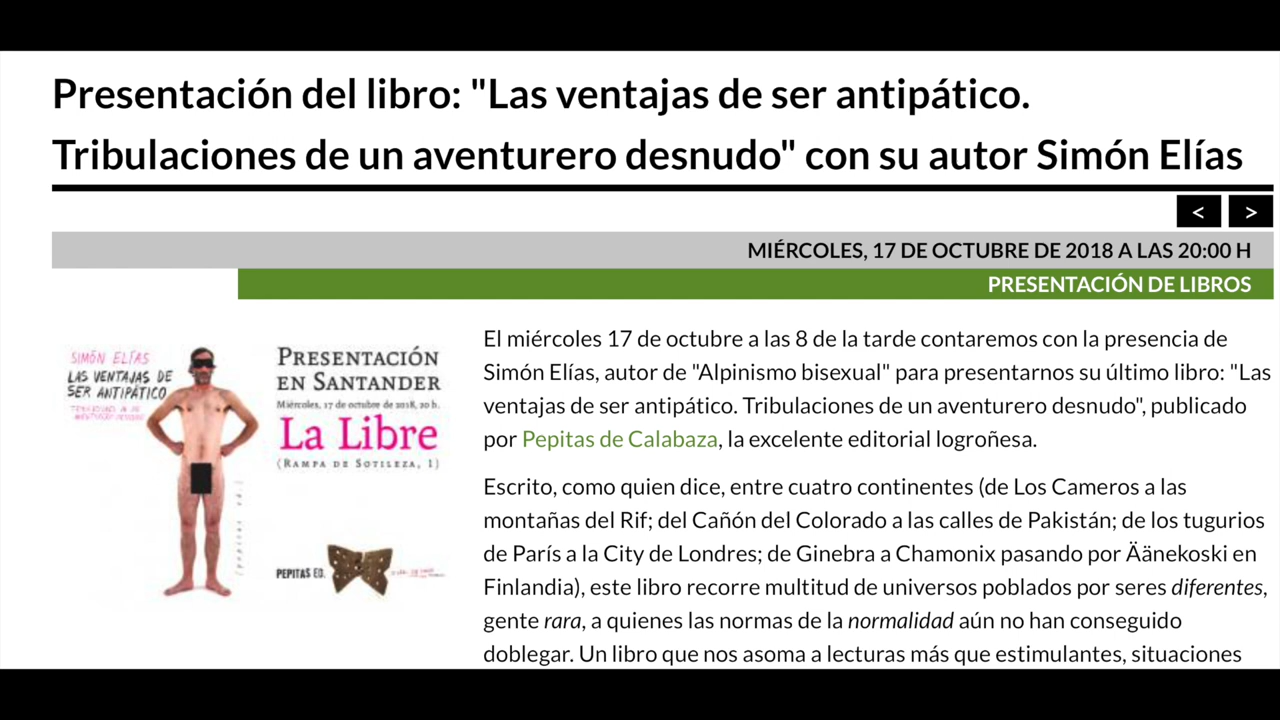 Presentación del libro: "Las ventajas de ser antipático.
Tribulaciones de un aventurero desnudo" con su autor Simón Elías
< >
MIÉRCOLES, 17 DE OCTUBRE DE 2018 A LAS 20:00 H
PRESENTACIÓN DE LIBROS
SIMÓN ELÍAS
LAS VENTAJAS DE
SER ANTIPÁTICO
PRESENTACIÓN
EN SANTANDER
Miércoles, 17 de octubre de 2018, 20 h.
La Libre
(RAMPA DE SOTILEZA, 1)
PEPITAS ED.
El miércoles 17 de octubre a las 8 de la tarde contaremos con la presencia de
Simón Elías, autor de "Alpinismo bisexual" para presentarnos su último libro: "Las
ventajas de ser antipático. Tribulaciones de un aventurero desnudo", publicado
por Pepitas de Calabaza, la excelente editorial logroñesa.
Escrito, como quien dice, entre cuatro continentes (de Los Cameros a las
montañas del Rif; del Cañón del Colorado a las calles de Pakistán; de los tugurios
de París a la City de Londres; de Ginebra a Chamonix pasando por Äänekoski en
Finlandia), este libro recorre multitud de universos poblados por seres diferentes,
gente rara, a quienes las normas de la normalidad aún no han conseguido
doblegar. Un libro que nos asoma a lecturas más que estimulantes, situaciones